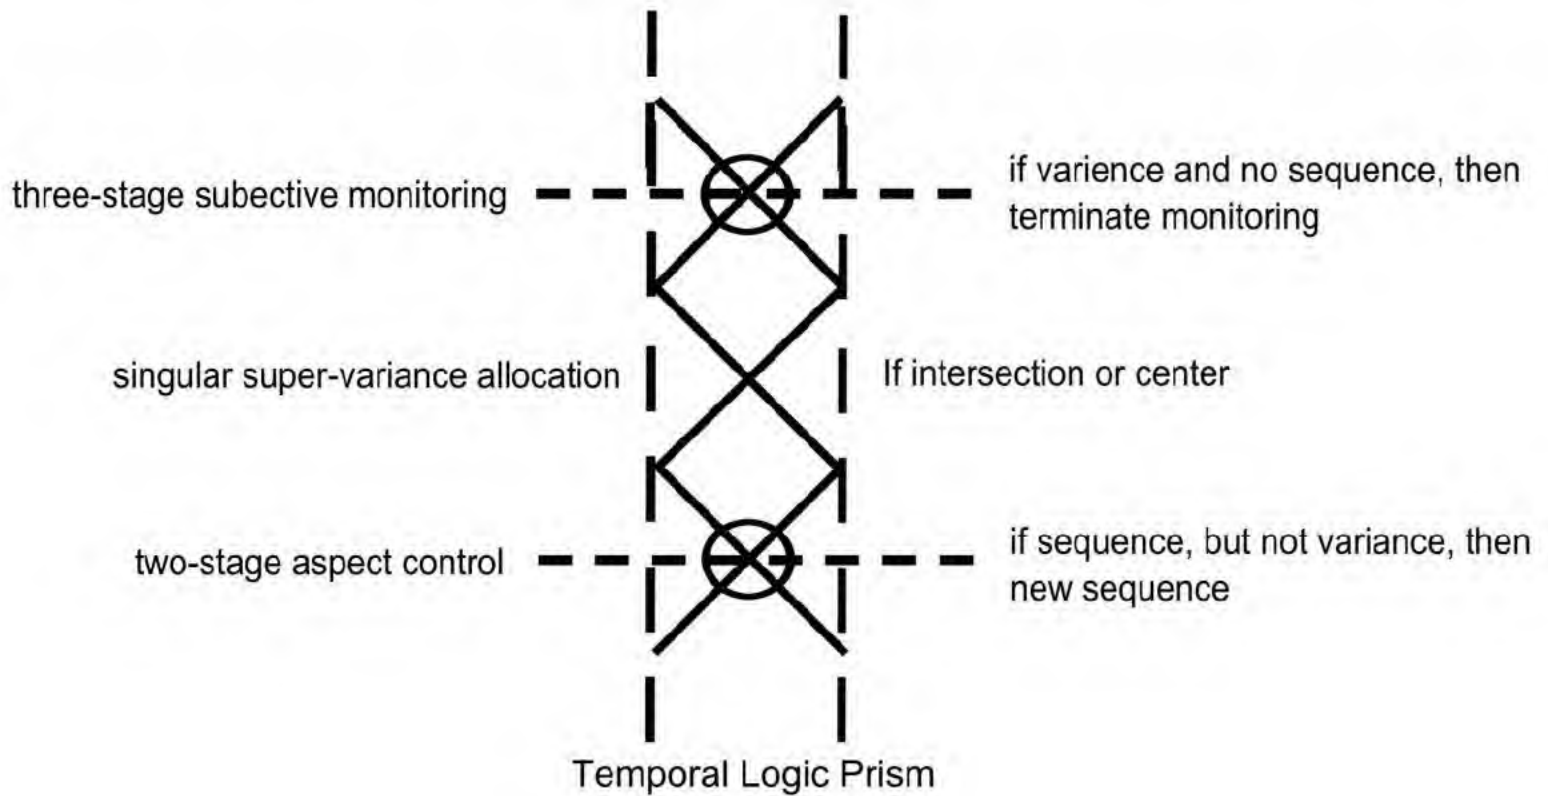 three-stage subective monitoring
if varience and no sequence, then
terminate monitoring
singular super-variance allocation
If intersection or center
two-stage aspect control
if sequence, but not variance, then
new sequence
Temporal Logic Prism